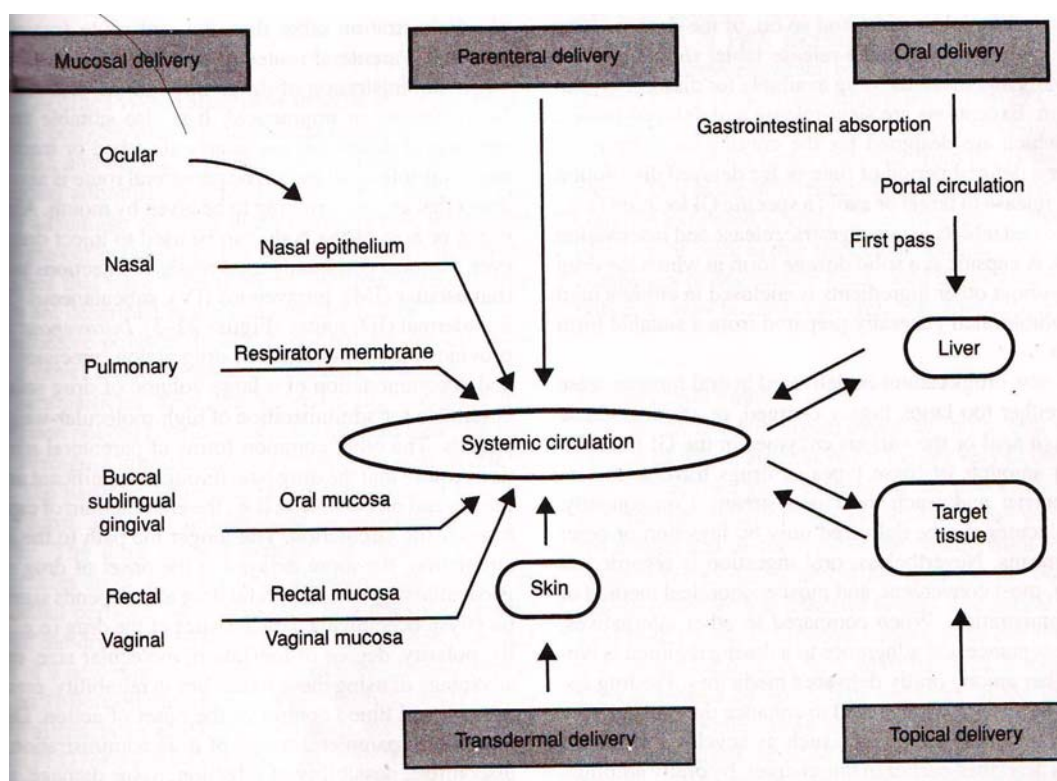 Mucosal delivery
Parenteral delivery
Oral delivery
Gastrointestinal absorption
Ocular
Portal circulation
Nasal epithelium
First pass
Nasal
Respiratory membrane
Pulmonary
Liver
Systemic circulation
Buccal
sublingual
gingival
Oral mucosa
Target
tissue
Skin
Rectal
Rectal mucosa
Vaginal
Vaginal mucosa
Transdermal delivery
Topical delivery